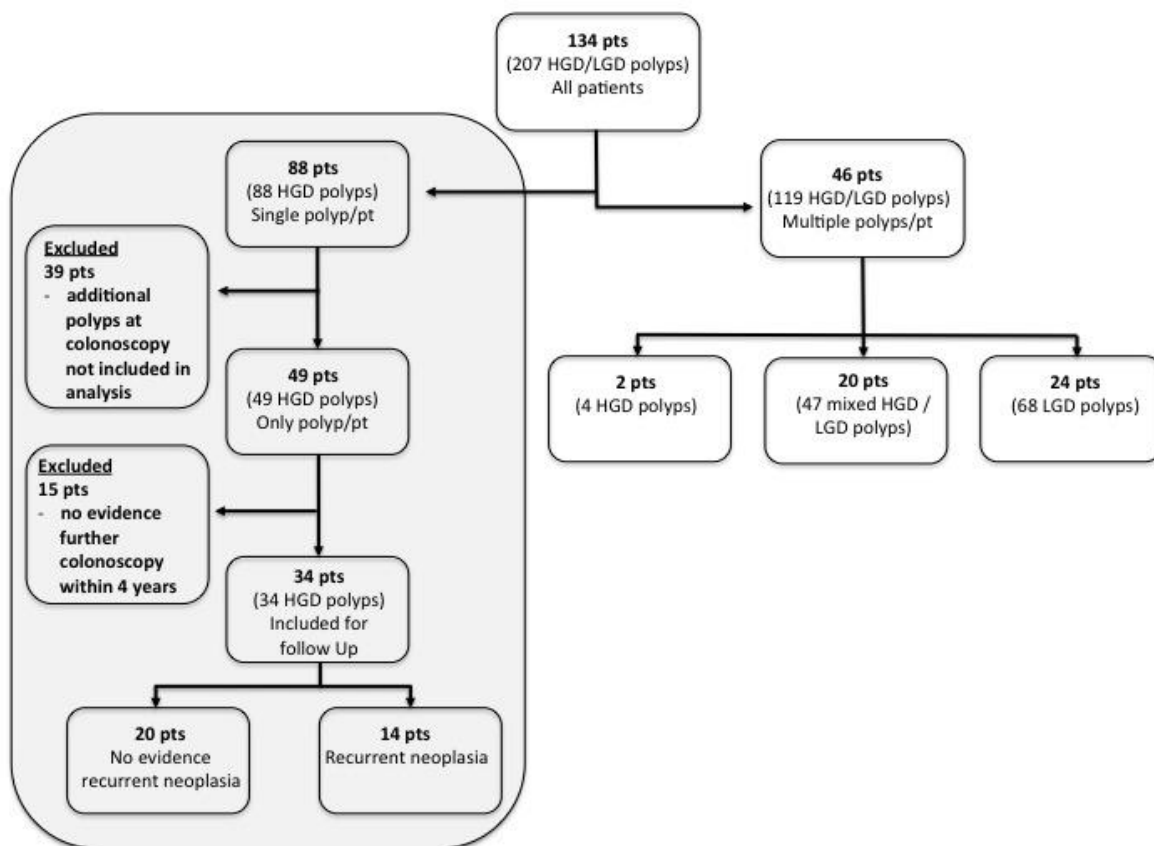 134 pts
(207 HGD/LGD polyps)
All patients
88 pts
(88 HGD polyps)
Single polyp/pt
46 pts
(119 HGD/LGD polyps)
Multiple polyps/pt
Excluded
39 pts
- additional
polyps at
colonoscopy
not included in
analysis
49 pts
(49 HGD polyps)
Only polyp/pt
2 pts
(4 HGD polyps)
20 pts
(47 mixed HGD /
LGD polyps)
24 pts
(68 LGD polyps)
Excluded
15 pts
- no evidence
further
colonoscopy
within 4 years
34 pts
(34 HGD polyps)
Included for
follow Up
20 pts
No evidence
recurrent neoplasia
14 pts
Recurrent neoplasia